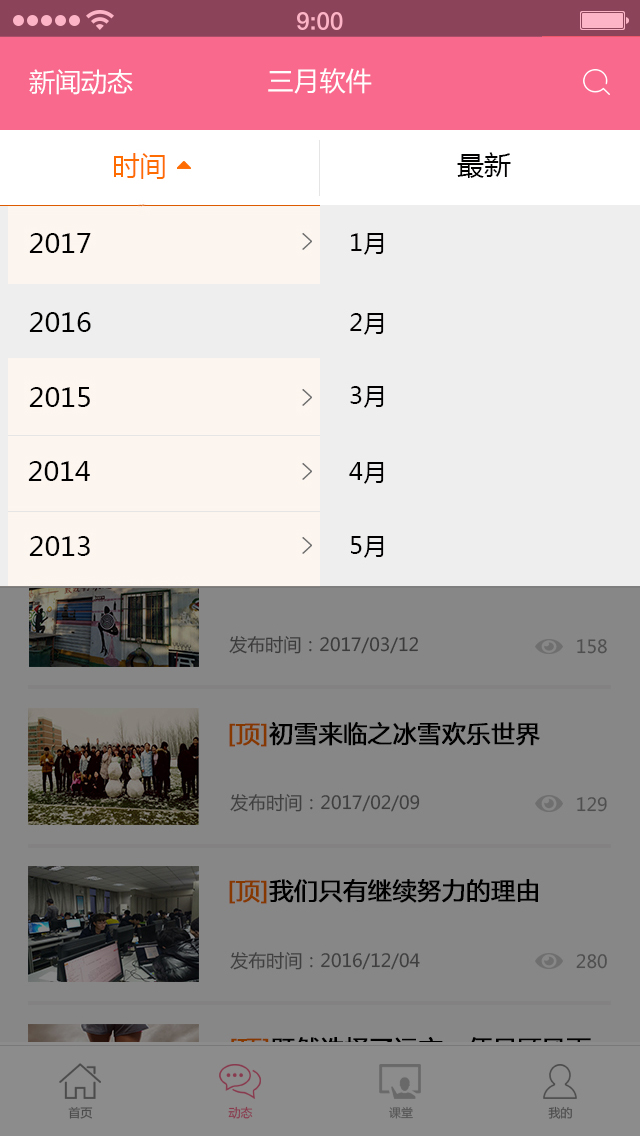 9:00
新闻动态
三月软件
时间
最新
2017
1月
2016
2月
2015
3月
2014
4月
2013
5月
发布时间：2017/03/12
158
[顶]初雪来临之冰雪欢乐世界
发布时间：2017/02/09
129
[顶]我们只有继续努力的理由
发布时间：2016/12/04
280
首页
动态
课堂
我的